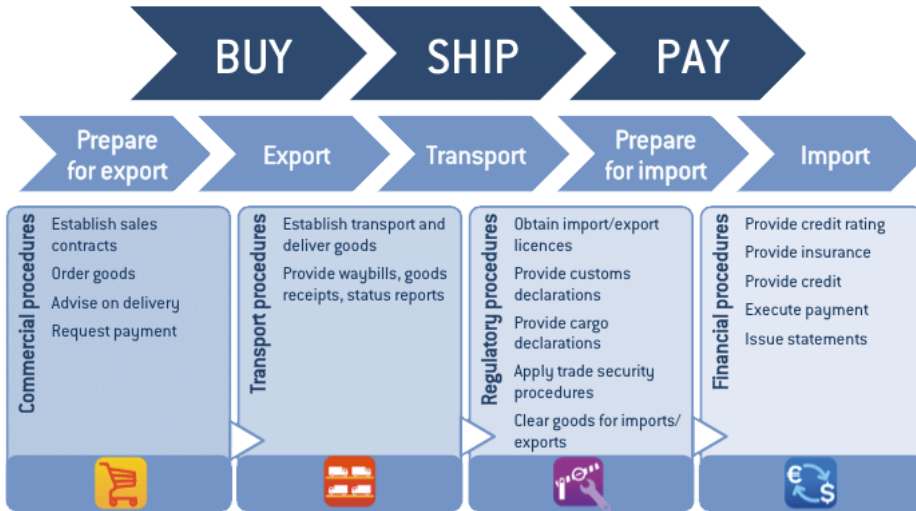 BUY
SHIP
PAY
Prepare
for export
Export
Transport
Prepare
for import
Import
Commercial procedures
Establish sales
contracts
Order goods
Advise on delivery
Request payment
Transport procedures
Establish transport and
deliver goods
Provide waybills, goods
receipts, status reports
Regulatory procedures
Obtain import/export
licences
Provide customs
declarations
Provide cargo
declarations
Apply trade security
procedures
Clear goods for imports/
exports
Financial procedures
Provide credit rating
Provide insurance
Provide credit
Execute payment
Issue statements
€
$